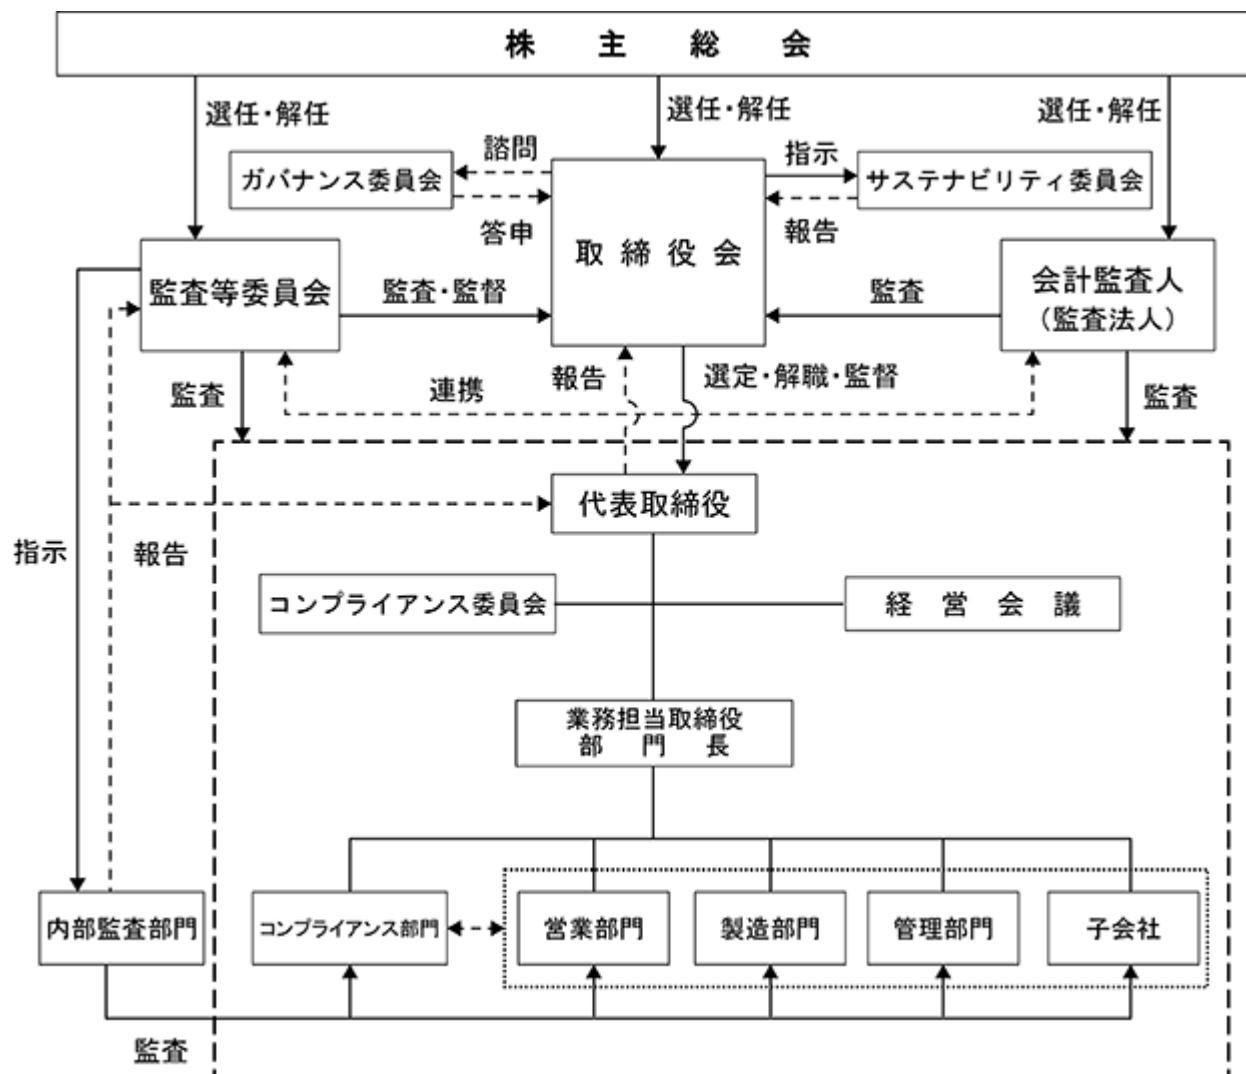 株主総会
選任・解任
選任・解任
選任・解任
諮問
指示
ガバナンス委員会
サステナビリティ委員会
答申
報告
取締役会
監査等委員会
監査・監督
監査
会計監査人
（監査法人）
監査
連携
報告
選定・解職・監督
監査
代表取締役
指示
報告
コンプライアンス委員会
経営会議
業務担当取締役
部門長
内部監査部門
コンプライアンス部門
営業部門
製造部門
管理部門
子会社
監査